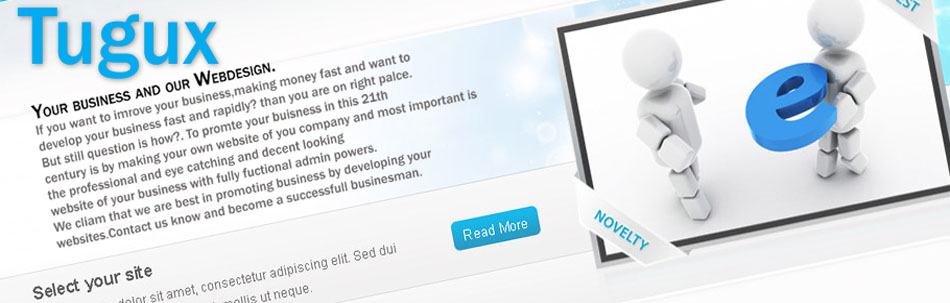 Tugux
YOUR BUSINESS AND OUR WEBDESIGN.
If you want to imrove your business,making money fast and want to
develop your business fast and rapidly? than you are on right palce.
But still question is how?. To promte your buisness in this 21th
century is by making your own website of you company and most important is
the professional and eye catching and decent looking
website of your business with fully fuctional admin powers.
We cliam that we are best in promoting business by developing your
websites.Contact us know and become a successfull businesman.
Read More
Select your site
dolor sit amet, consectetur adipiscing elit. Sed dui
mollis ut neque.
e
NOVELTY